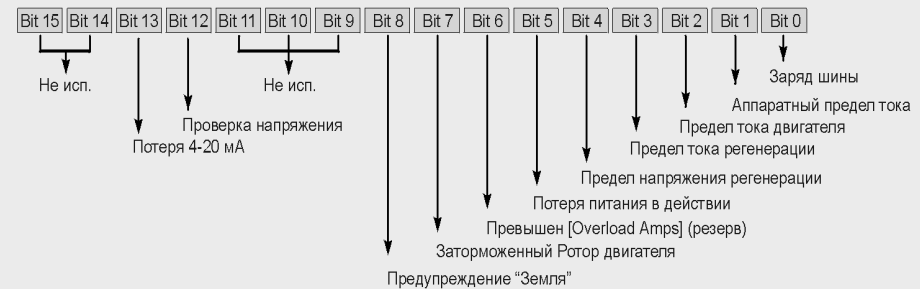 Bit 15 Bit 14 Bit 13 Bit 12 Bit 11 Bit 10 Bit 9 Bit 8 Bit 7 Bit 6 Bit 5 Bit 4 Bit 3 Bit 2 Bit 1 Bit 0
Не исп. Не исп. Заряд шины
Аппаратный предел тока
Проверка напряжения Предел тока двигателя
Потеря 4-20 мА Предел тока регенерации
Предел напряжения регенерации
Потеря питания в действии
Превышен [Overload Amps] (резерв)
Заторможенный Ротор двигателя
Предупреждение “Земля”